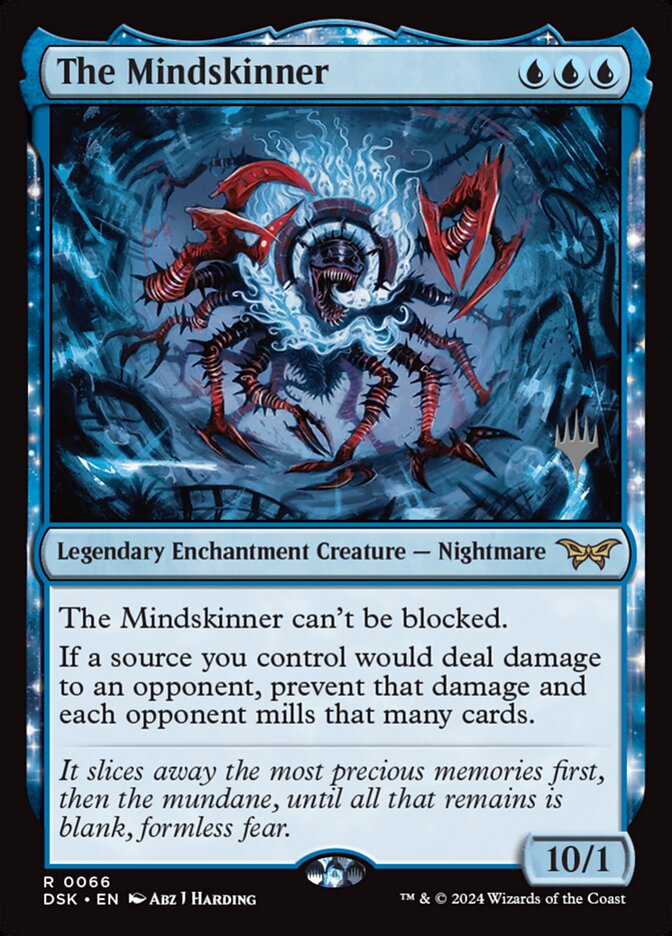 The Mindskinner
Legendary Enchantment Creature — Nightmare
The Mindskinner can't be blocked.
If a source you control would deal damage
to an opponent, prevent that damage and
each opponent mills that many cards.
It slices away the most precious memories first,
then the mundane, until all that remains is
blank, formless fear.
10/1
R 0066
DSK • EN Abz J Harding
™ & © 2024 Wizards of the Coast